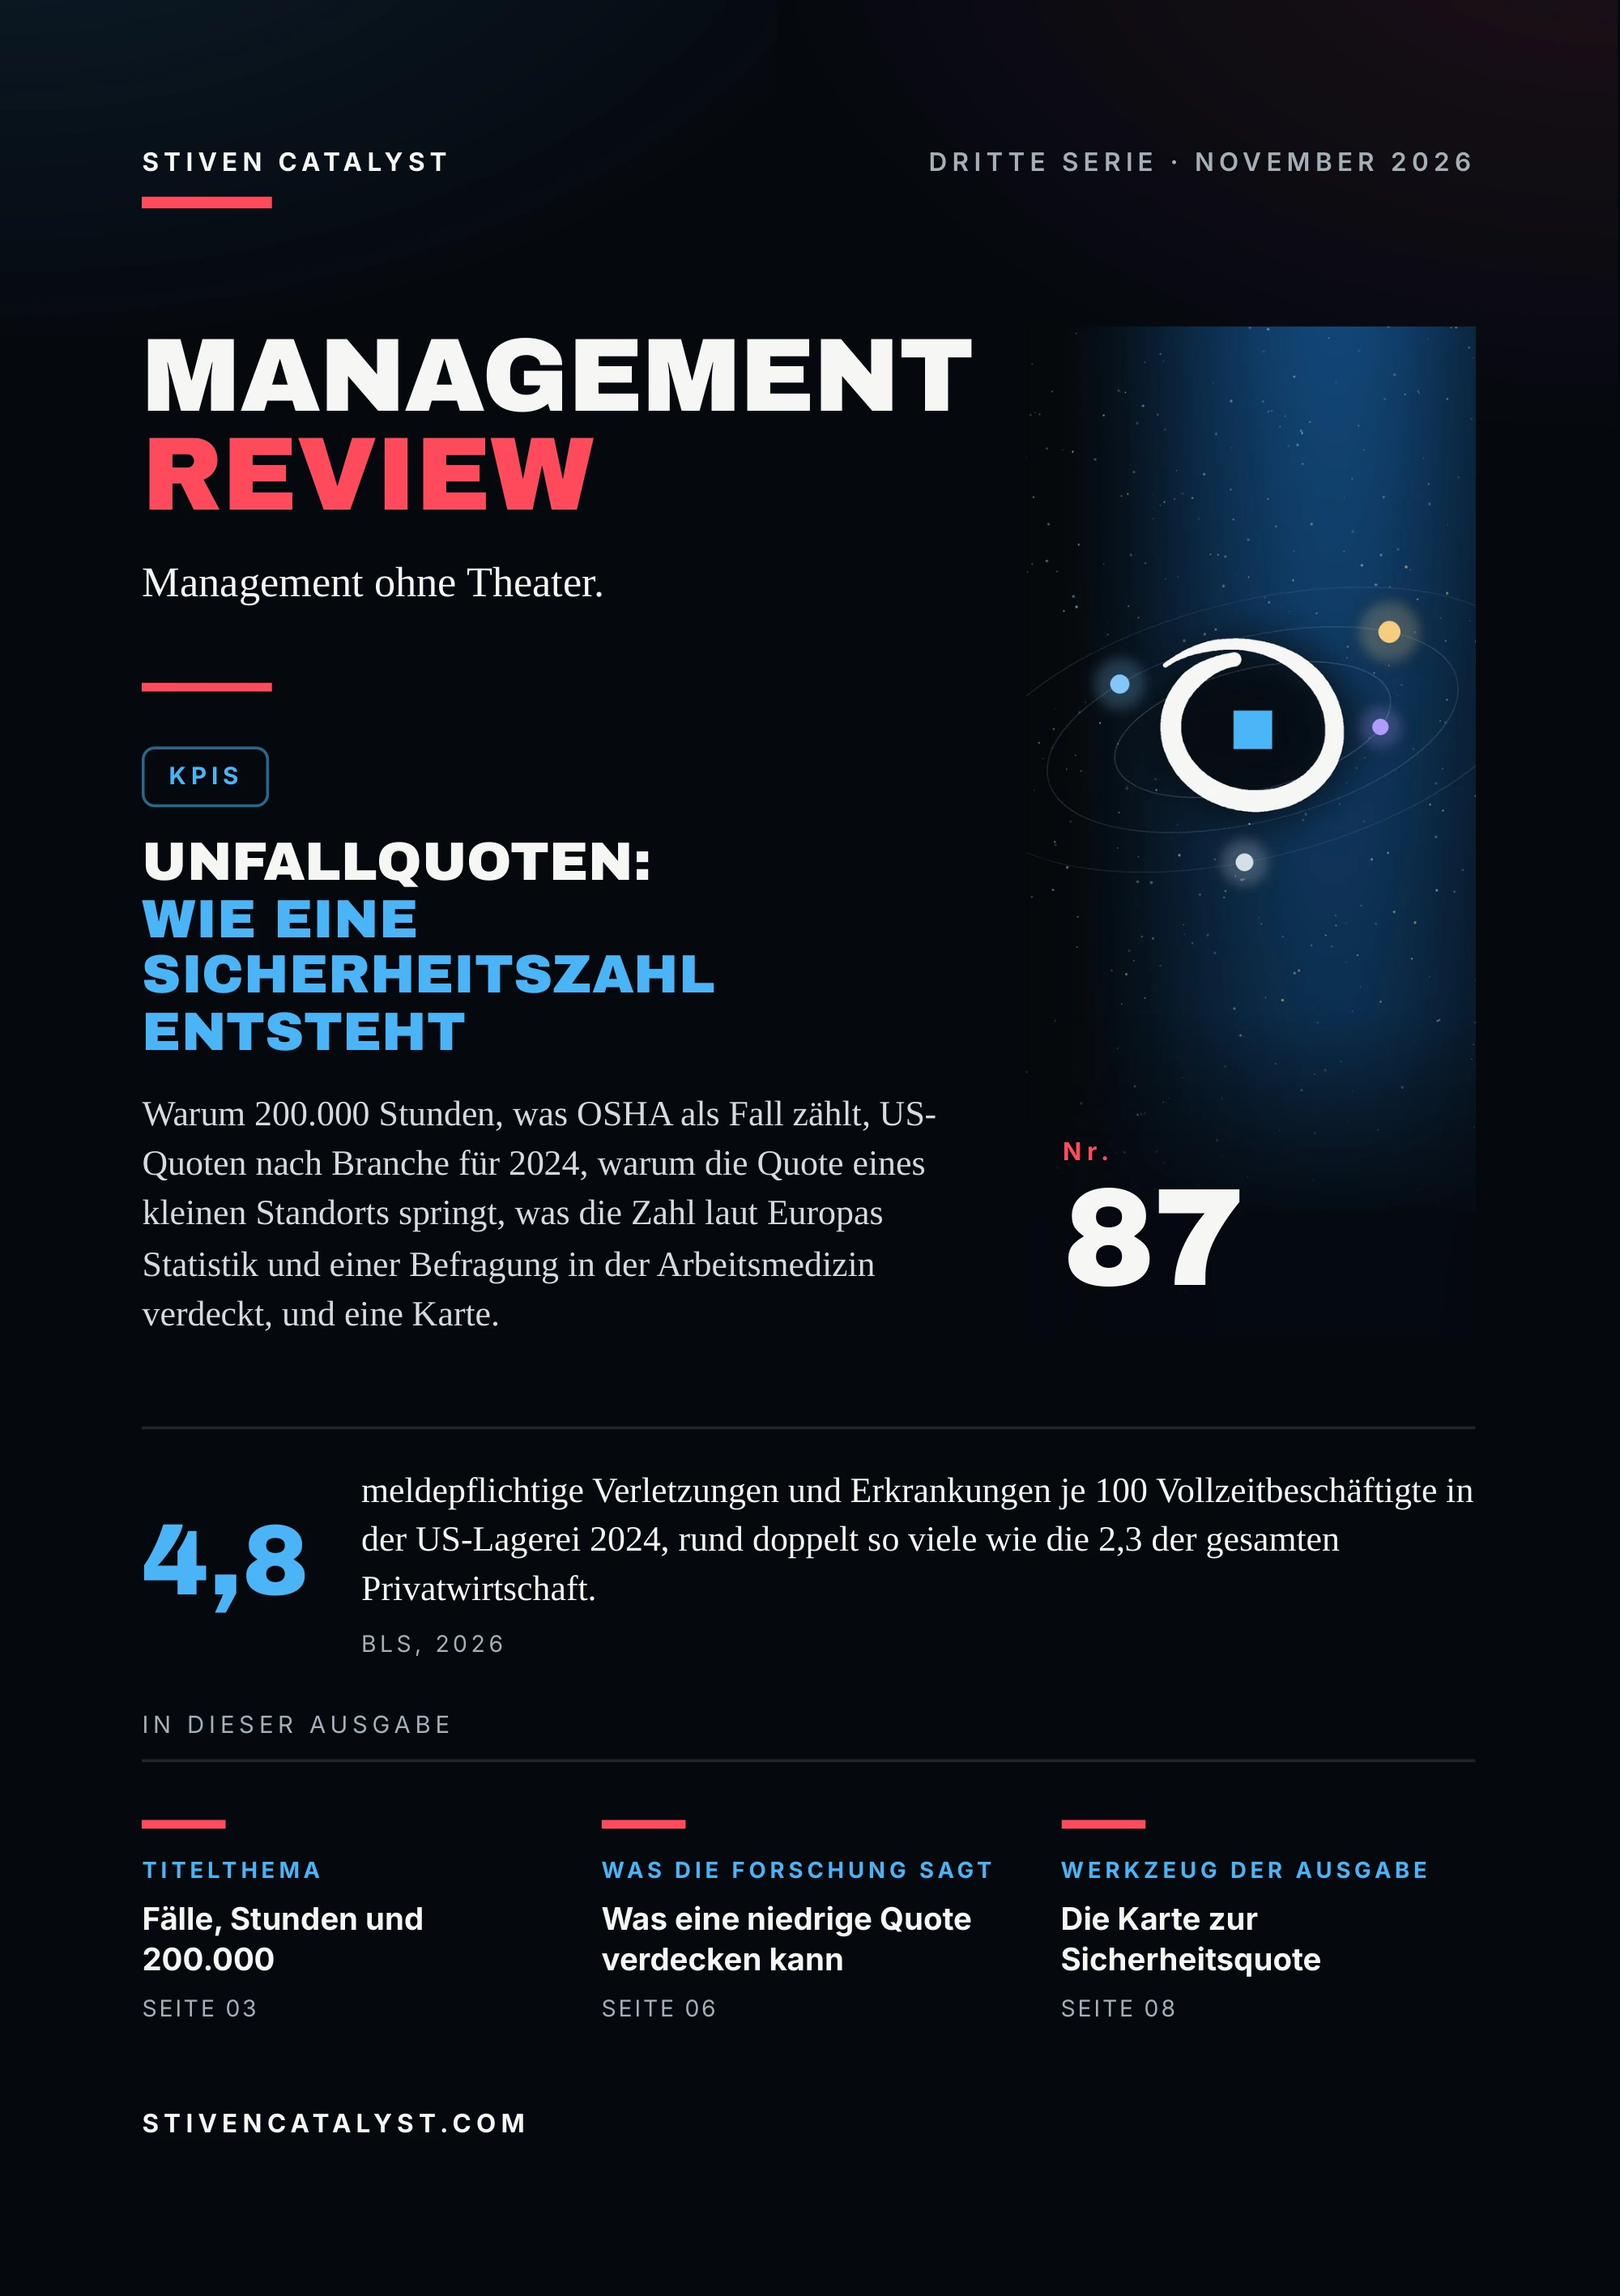 STIVEN CATALYST
DRITTE SERIE · NOVEMBER 2026
MANAGEMENT
REVIEW
Management ohne Theater.
KPIS
UNFALLQUOTEN:
WIE EINE
SICHERHEITSZAHL
ENTSTEHT
Warum 200.000 Stunden, was OSHA als Fall zählt, US-
Quoten nach Branche für 2024, warum die Quote eines
kleinen Standorts springt, was die Zahl laut Europas
Statistik und einer Befragung in der Arbeitsmedizin
verdeckt, und eine Karte.
Nr.
87
4,8
meldepflichtige Verletzungen und Erkrankungen je 100 Vollzeitbeschäftigte in
der US-Lagerei 2024, rund doppelt so viele wie die 2,3 der gesamten
Privatwirtschaft.
BLS, 2026
IN DIESER AUSGABE
TITELTHEMA
Fälle, Stunden und
200.000
SEITE 03
WAS DIE FORSCHUNG SAGT
Was eine niedrige Quote
verdecken kann
SEITE 06
WERKZEUG DER AUSGABE
Die Karte zur
Sicherheitsquote
SEITE 08
STIVENCATALYST.COM